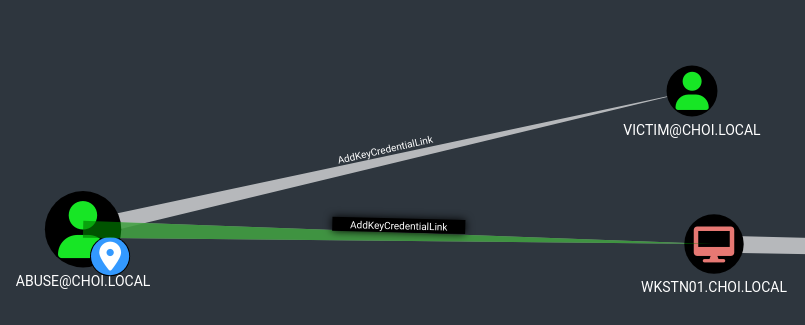 VICTIM@CHOI.LOCAL
AddKeyCredentialLink
AddKeyCredentialLink
ABUSE@CHOI.LOCAL
WKSTN01.CHOI.LOCAL